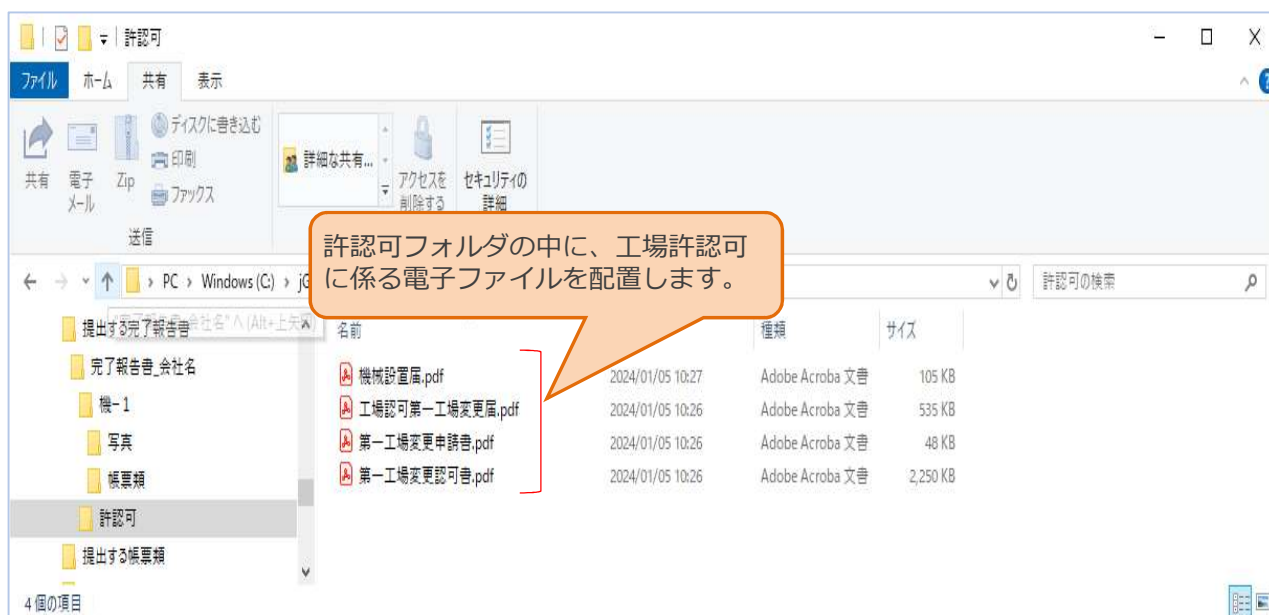 許認可
ファイル ホーム 共有 表示
共有
電子
メール
Zip
ディスクに書き込む
印刷
ファックス
送信
詳細な共有...
アクセスを
削除する
セキュリティの
詳細
許認可フォルダの中に、工場許認可
に係る電子ファイルを配置します。
PC › Windows (C:) ›
許認可の検索
提出する完了報告書
完了報告書_会社名
機-1
写真
帳票類
許認可
提出する帳票類
名前 種類 サイズ
機械設置届.pdf 2024/01/05 10:27 Adobe Acroba 文書 105 KB
工場認可第一工場変更届.pdf 2024/01/05 10:26 Adobe Acroba 文書 535 KB
第一工場変更申請書.pdf 2024/01/05 10:26 Adobe Acroba 文書 48 KB
第一工場変更認可書.pdf 2024/01/05 10:26 Adobe Acroba 文書 2,250 KB
4 個の項目